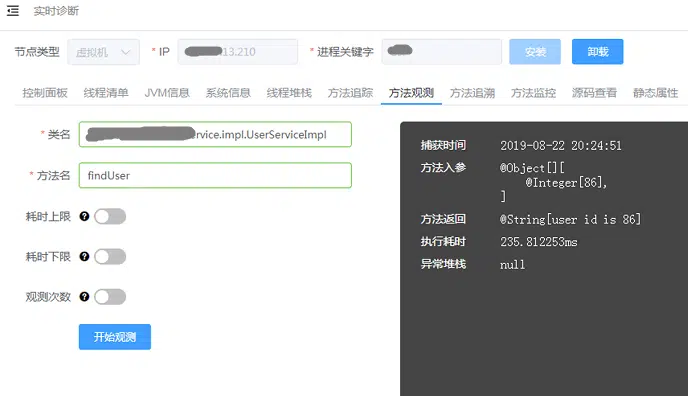 实时诊断
节点类型 虚拟机 * IP 13.210 * 进程关键字 安装 卸载
控制面板 线程清单 JVM信息 系统信息 线程堆栈 方法追踪 方法观测 方法追溯 方法监控 源码查看 静态属性
* 类名 rvice.impl.UserServiceImpl
* 方法名 findUser
耗时上限 ?
耗时下限 ?
观测次数 ?
开始观测
捕获时间 2019-08-22 20:24:51
方法入参 @Object[][
@Integer[86],
]
方法返回 @String[user id is 86]
执行耗时 235.812253ms
异常堆栈 null